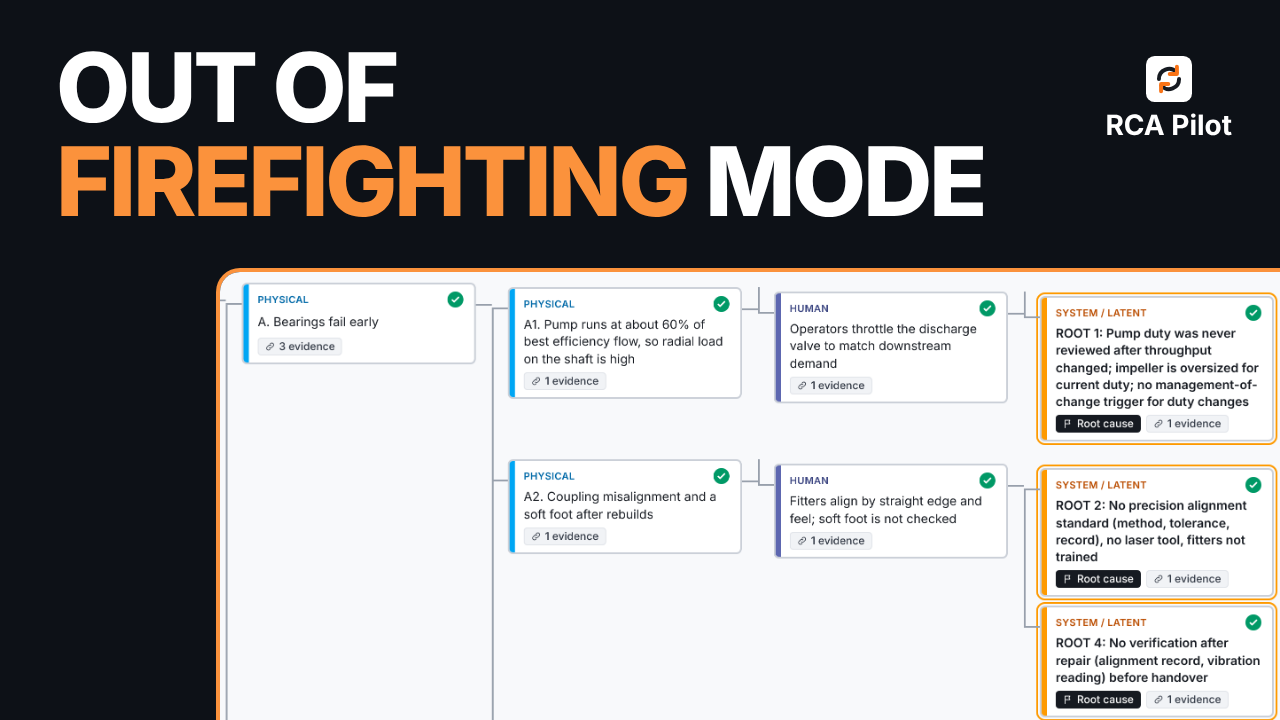 OUT OF
FIREFIGHTING MODE
RCA Pilot
PHYSICAL
A. Bearings fail early
3 evidence
PHYSICAL
A1. Pump runs at about 60% of
best efficiency flow, so radial load
on the shaft is high
1 evidence
HUMAN
Operators throttle the discharge
valve to match downstream
demand
1 evidence
SYSTEM / LATENT
ROOT 1: Pump duty was never
reviewed after throughput
changed; impeller is oversized for
current duty; no management-of-
change trigger for duty changes
Root cause
1 evidence
PHYSICAL
A2. Coupling misalignment and a
soft foot after rebuilds
1 evidence
HUMAN
Fitters align by straight edge and
feel; soft foot is not checked
1 evidence
SYSTEM / LATENT
ROOT 2: No precision alignment
standard (method, tolerance,
record), no laser tool, fitters not
trained
Root cause
1 evidence
SYSTEM / LATENT
ROOT 4: No verification after
repair (alignment record, vibration
reading) before handover
Root cause
1 evidence